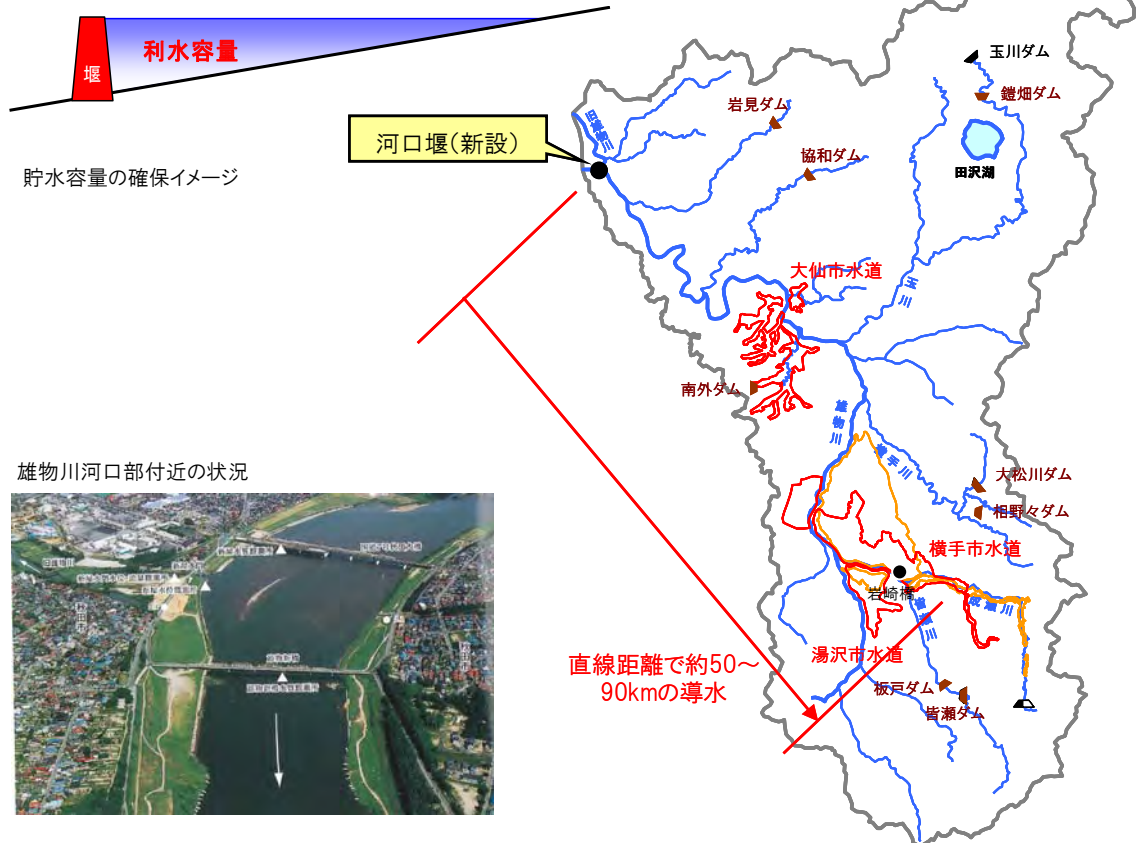 利水容量
堰
貯水容量の確保イメージ
河口堰(新設)
玉川ダム
鎧畑ダム
岩見ダム
協和ダム
田沢湖
大仙市水道
玉川
南外ダム
雄物川
横手川
大松川ダム
相野々ダム
横手市水道
岩崎橋
成瀬川
皆瀬川
湯沢市水道
直線距離で約50～
90kmの導水
板戸ダム
皆瀬ダム
雄物川河口部付近の状況
秋田市